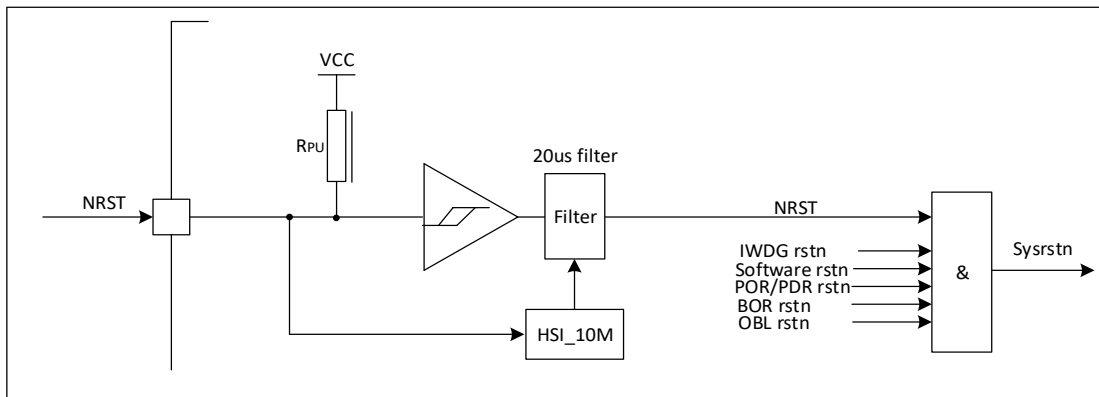 VCC
RPU
20us filter
NRST
Filter
NRST
IWDG rstn
Software rstn
POR/PDR rstn
BOR rstn
OBL rstn
&
Sysrstn
HSI_10M